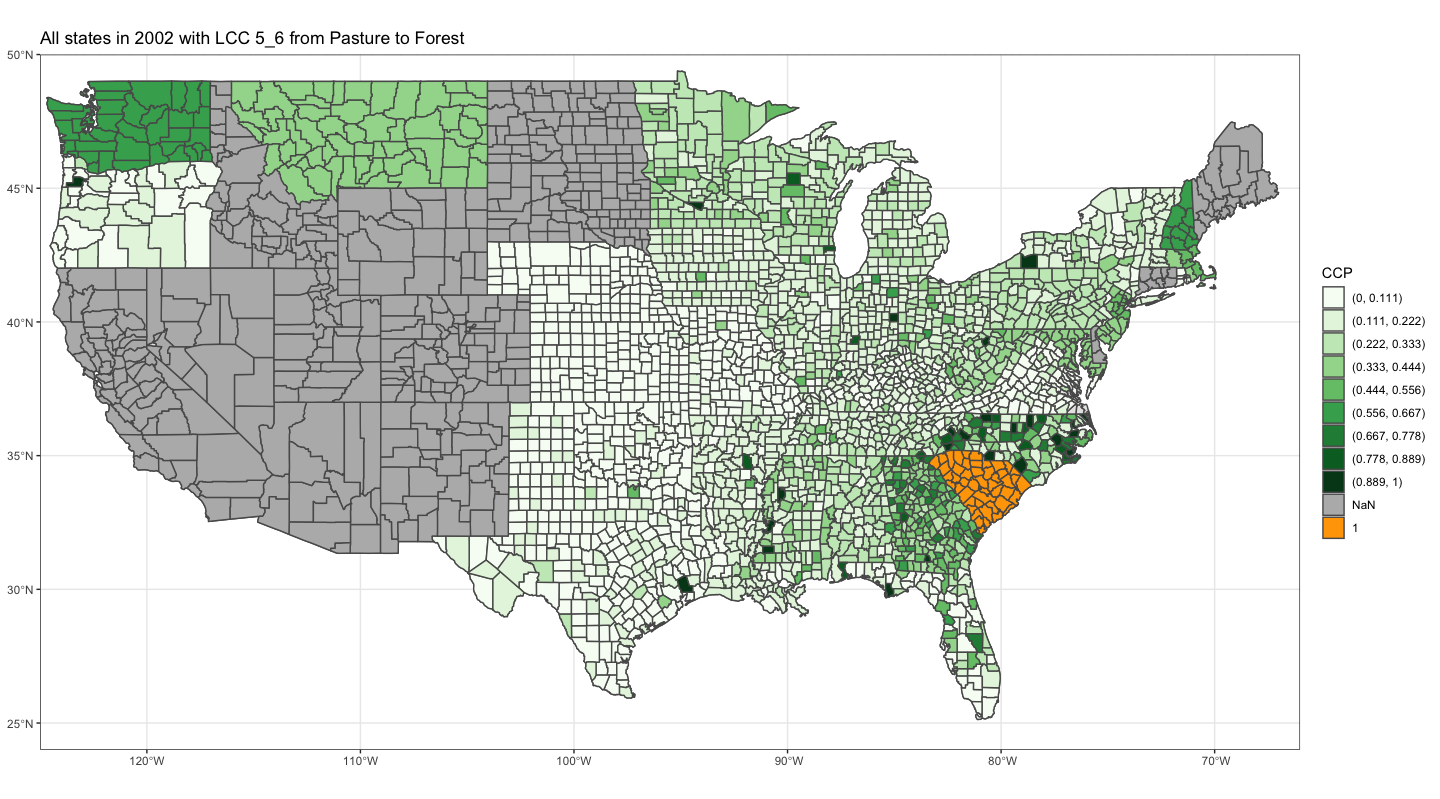 All states in 2002 with LCC 5_6 from Pasture to Forest
50°N
45°N
40°N
35°N
30°N
25°N
120°W
110°W
100°W
90°W
80°W
70°W
CCP
(0, 0.111)
(0.111, 0.222)
(0.222, 0.333)
(0.333, 0.444)
(0.444, 0.556)
(0.556, 0.667)
(0.667, 0.778)
(0.778, 0.889)
(0.889, 1)
NaN
1